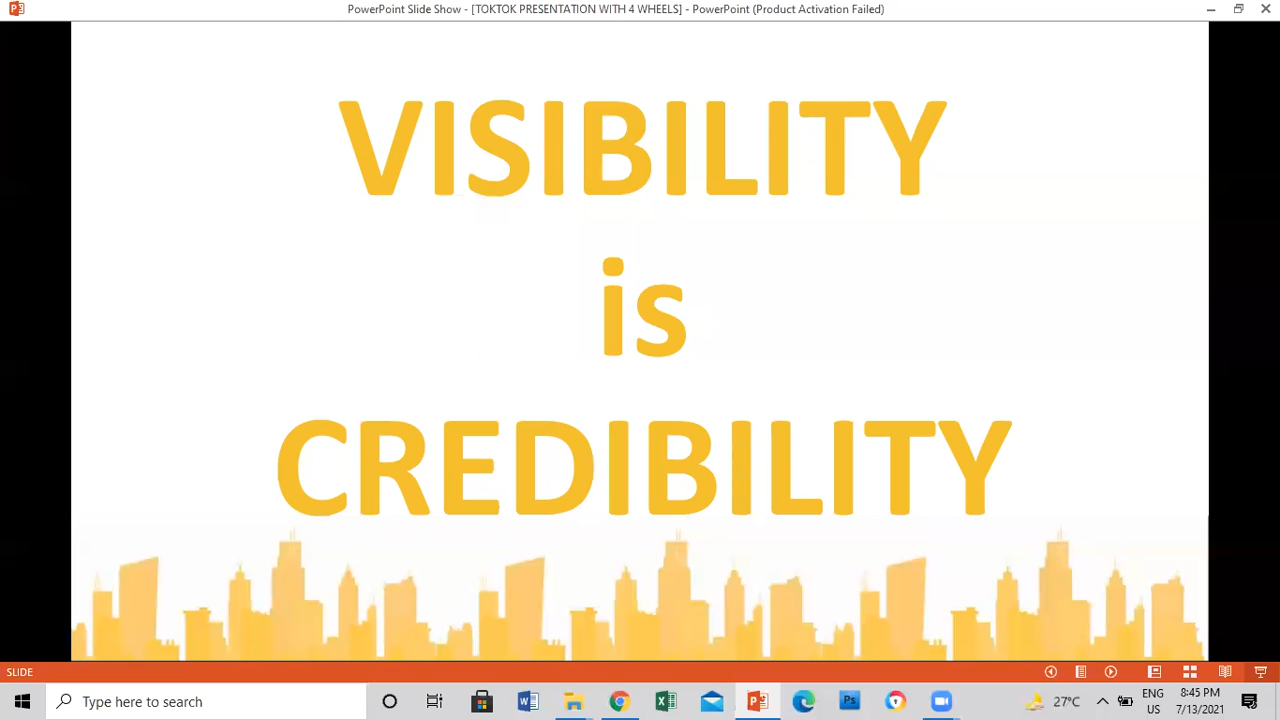 PowerPoint Slide Show - [TOKTOK PRESENTATION WITH 4 WHEELS] - PowerPoint (Product Activation Failed)
VISIBILITY
is
CREDIBILITY
SLIDE
Type here to search
27°C
ENG
US
8:45 PM
7/13/2021